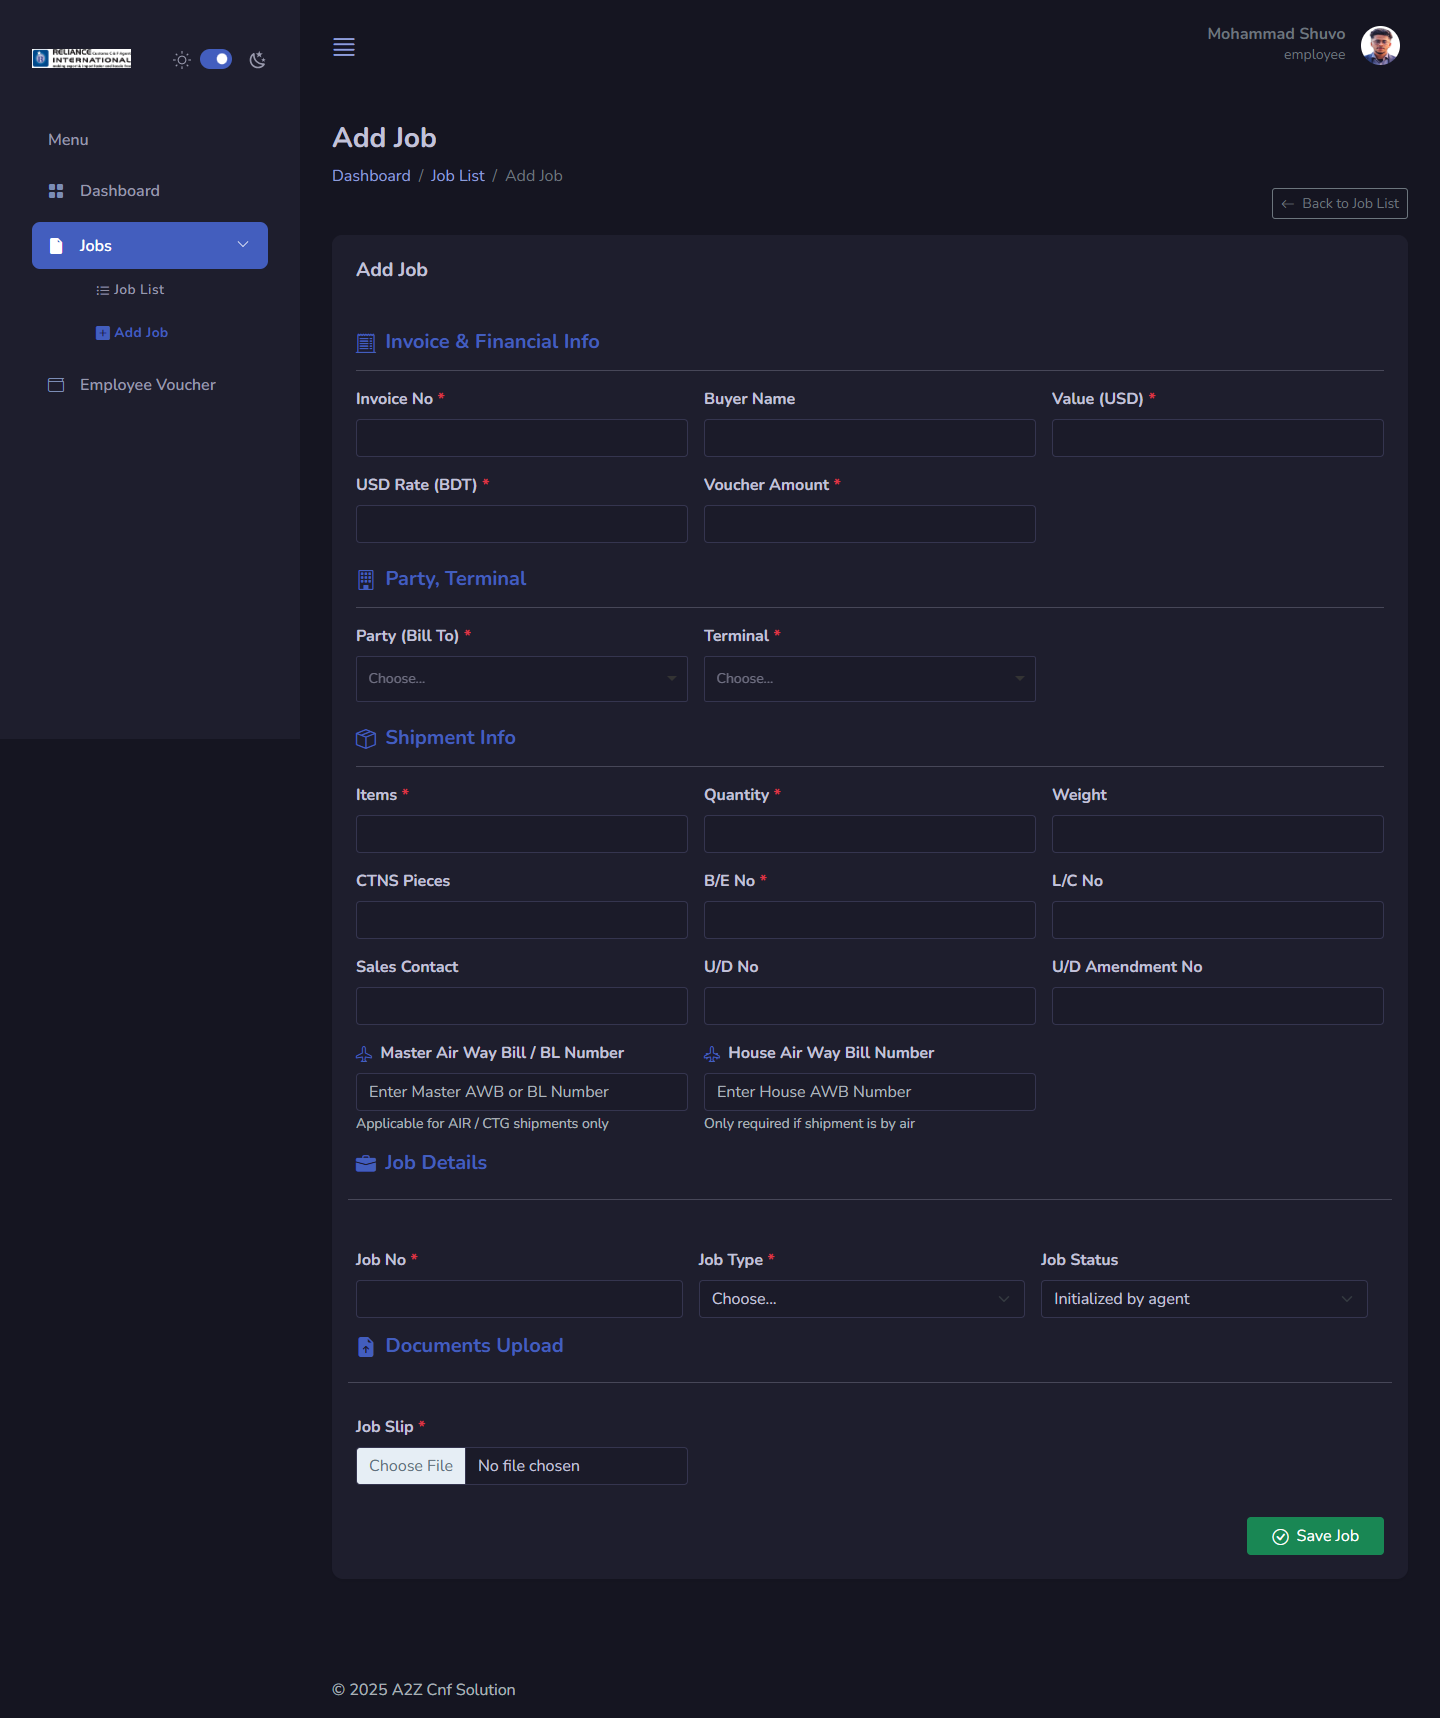 RELIANCE Customs C & F Agent
INTERNATIONAL
Mohammad Shuvo
employee
Menu
Dashboard
Jobs
Job List
Add Job
Employee Voucher
Add Job
Dashboard / Job List / Add Job
Back to Job List
Add Job
Invoice & Financial Info
Invoice No * Buyer Name Value (USD) *
USD Rate (BDT) * Voucher Amount *
Party, Terminal
Party (Bill To) * Terminal *
Choose... Choose...
Shipment Info
Items * Quantity * Weight
CTNS Pieces B/E No * L/C No
Sales Contact U/D No U/D Amendment No
Master Air Way Bill / BL Number House Air Way Bill Number
Enter Master AWB or BL Number Enter House AWB Number
Applicable for AIR / CTG shipments only Only required if shipment is by air
Job Details
Job No * Job Type * Job Status
Choose... Initialized by agent
Documents Upload
Job Slip *
Choose File No file chosen
Save Job
© 2025 A2Z Cnf Solution